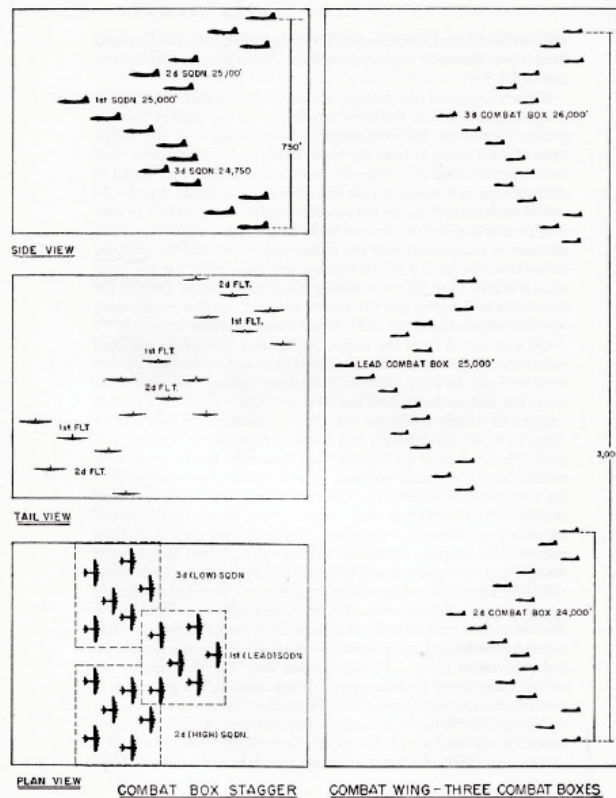 2d SQDN. 25,100'
1st SQDN. 25,000'
750'
3d SQDN. 24,750
SIDE VIEW
2d FLT.
1st FLT.
1st FLT.
2d FLT.
1st FLT
2d FLT.
TAIL VIEW
3d (LOW) SQDN.
1st (LEAD) SQDN
2d (HIGH) SQDN.
PLAN VIEW
COMBAT BOX STAGGER
3d COMBAT BOX 26,000'
LEAD COMBAT BOX 25,000'
2d COMBAT BOX 24,000'
COMBAT WING – THREE COMBAT BOXES